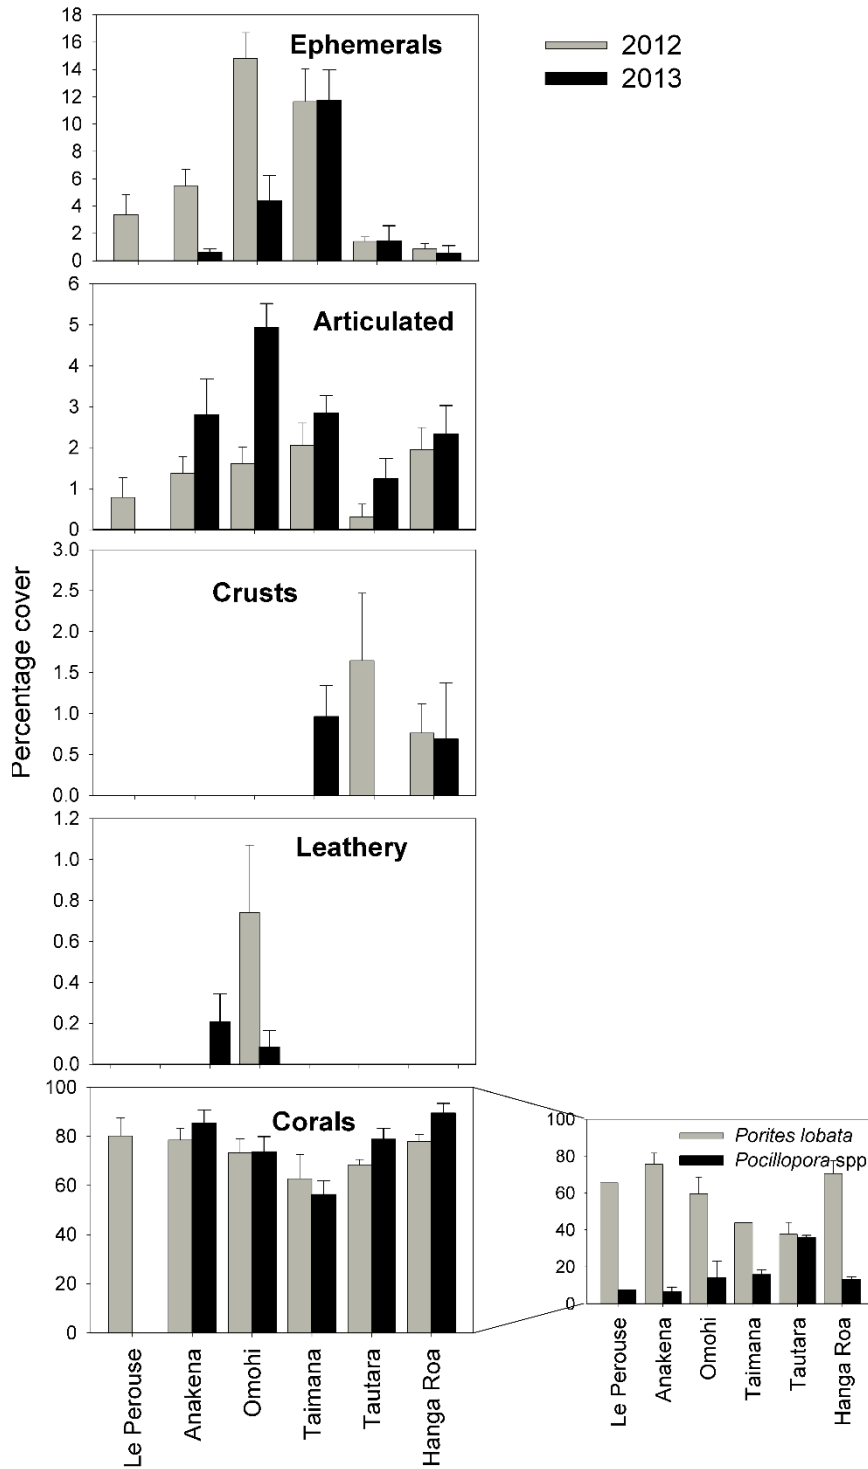 Ephemerals
2012
2013
18
16
14
12
10
8
6
4
2
0
Articulated
6
5
4
3
2
1
0
Percentage cover
Crusts
3.0
2.5
2.0
1.5
1.0
0.5
0.0
Leathery
1.2
1.0
0.8
0.6
0.4
0.2
0.0
Corals
100
80
60
40
20
0
Le Perouse
Anakena
Omohi
Taimana
Tautara
Hanga Roa
Porites lobata
Pocillopora spp
100
80
60
40
20
0
Le Perouse
Anakena
Omohi
Taimana
Tautara
Hanga Roa